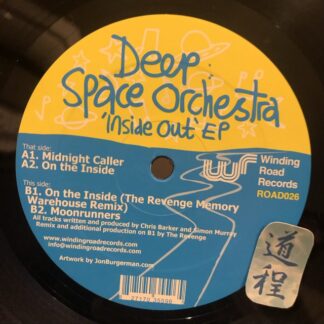 Deep
Space Orchestra
'Inside Out' EP
That side:
A1. Midnight Caller
A2. On the Inside
This side:
B1. On the Inside (The Revenge Memory
Warehouse Remix)
B2. Moonrunners
All tracks written and produced by Chris Barker and Simon Murray
Remix and additional production on B1 by The Revenge
www.windingroadrecords.com
info@windingroadrecords.com
Artwork by JonBurgerman.com
Winding
Road
Records
ROAD026
道
程